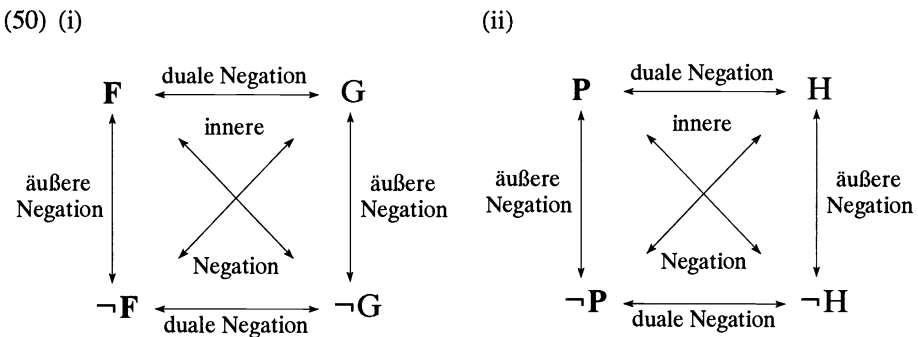 (50) (i)
duale Negation
F G
innere
äußere
Negation
äußere
Negation
Negation
¬F ¬G
duale Negation
(ii)
duale Negation
P H
innere
äußere
Negation
äußere
Negation
Negation
¬P ¬H
duale Negation